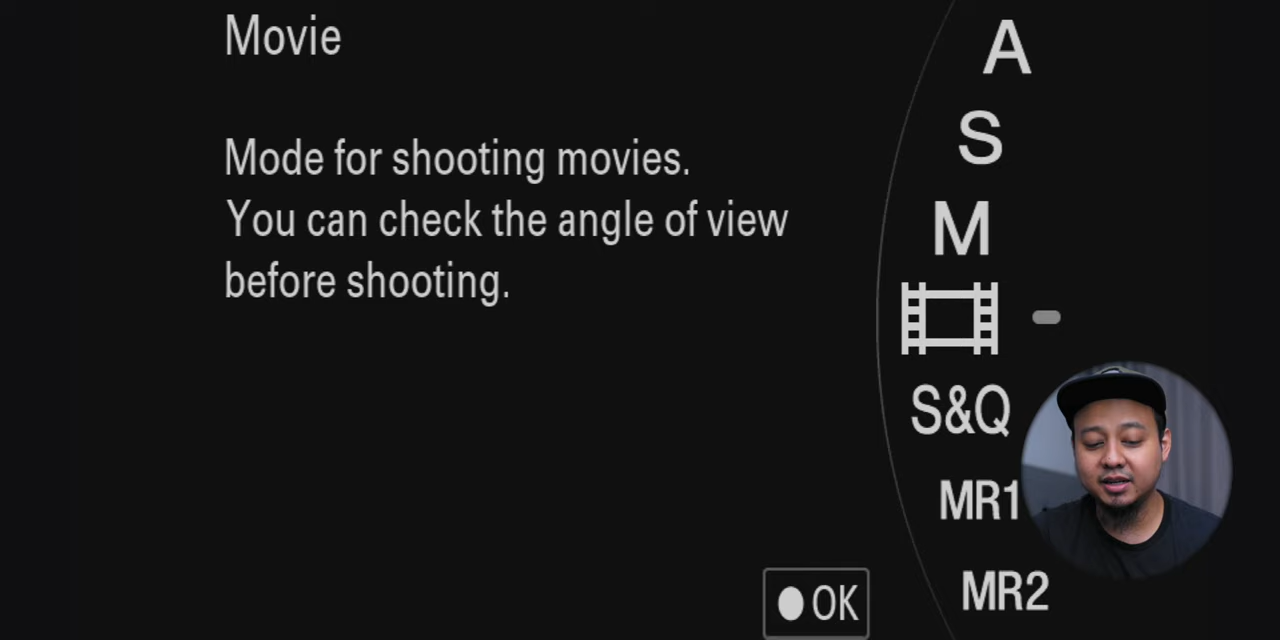 Movie
Mode for shooting movies.
You can check the angle of view
before shooting.
A
S
M
S&Q
MR1
MR2
OK